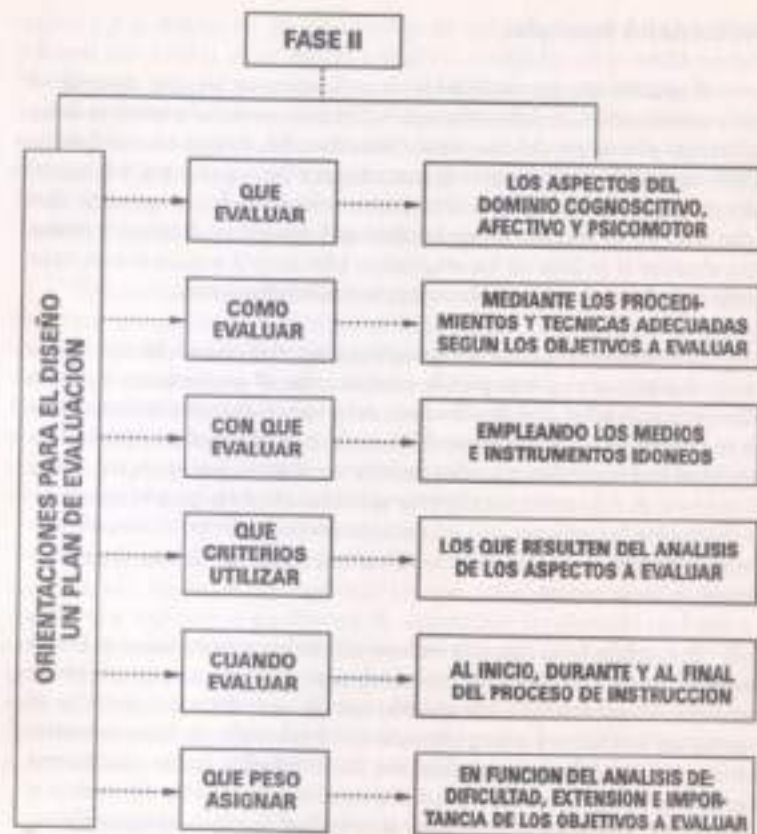 FASE II
ORIENTACIONES PARA EL DISEÑO
UN PLAN DE EVALUACION
QUE
EVALUAR
LOS ASPECTOS DEL
DOMINIO COGNOSCITIVO,
AFECTIVO Y PSICOMOTOR
COMO
EVALUAR
MEDIANTE LOS PROCEDI-
MIENTOS Y TECNICAS ADECUADAS
SEGUN LOS OBJETIVOS A EVALUAR
CON QUE
EVALUAR
EMPLEANDO LOS MEDIOS
E INSTRUMENTOS IDONEOS
QUE
CRITERIOS
UTILIZAR
LOS QUE RESULTEN DEL ANALISIS
DE LOS ASPECTOS A EVALUAR
CUANDO
EVALUAR
AL INICIO, DURANTE Y AL FINAL
DEL PROCESO DE INSTRUCCION
QUE PESO
ASIGNAR
EN FUNCION DEL ANALISIS DE:
DIFICULTAD, EXTENSION E IMPOR-
TANCIA DE LOS OBJETIVOS A EVALUAR